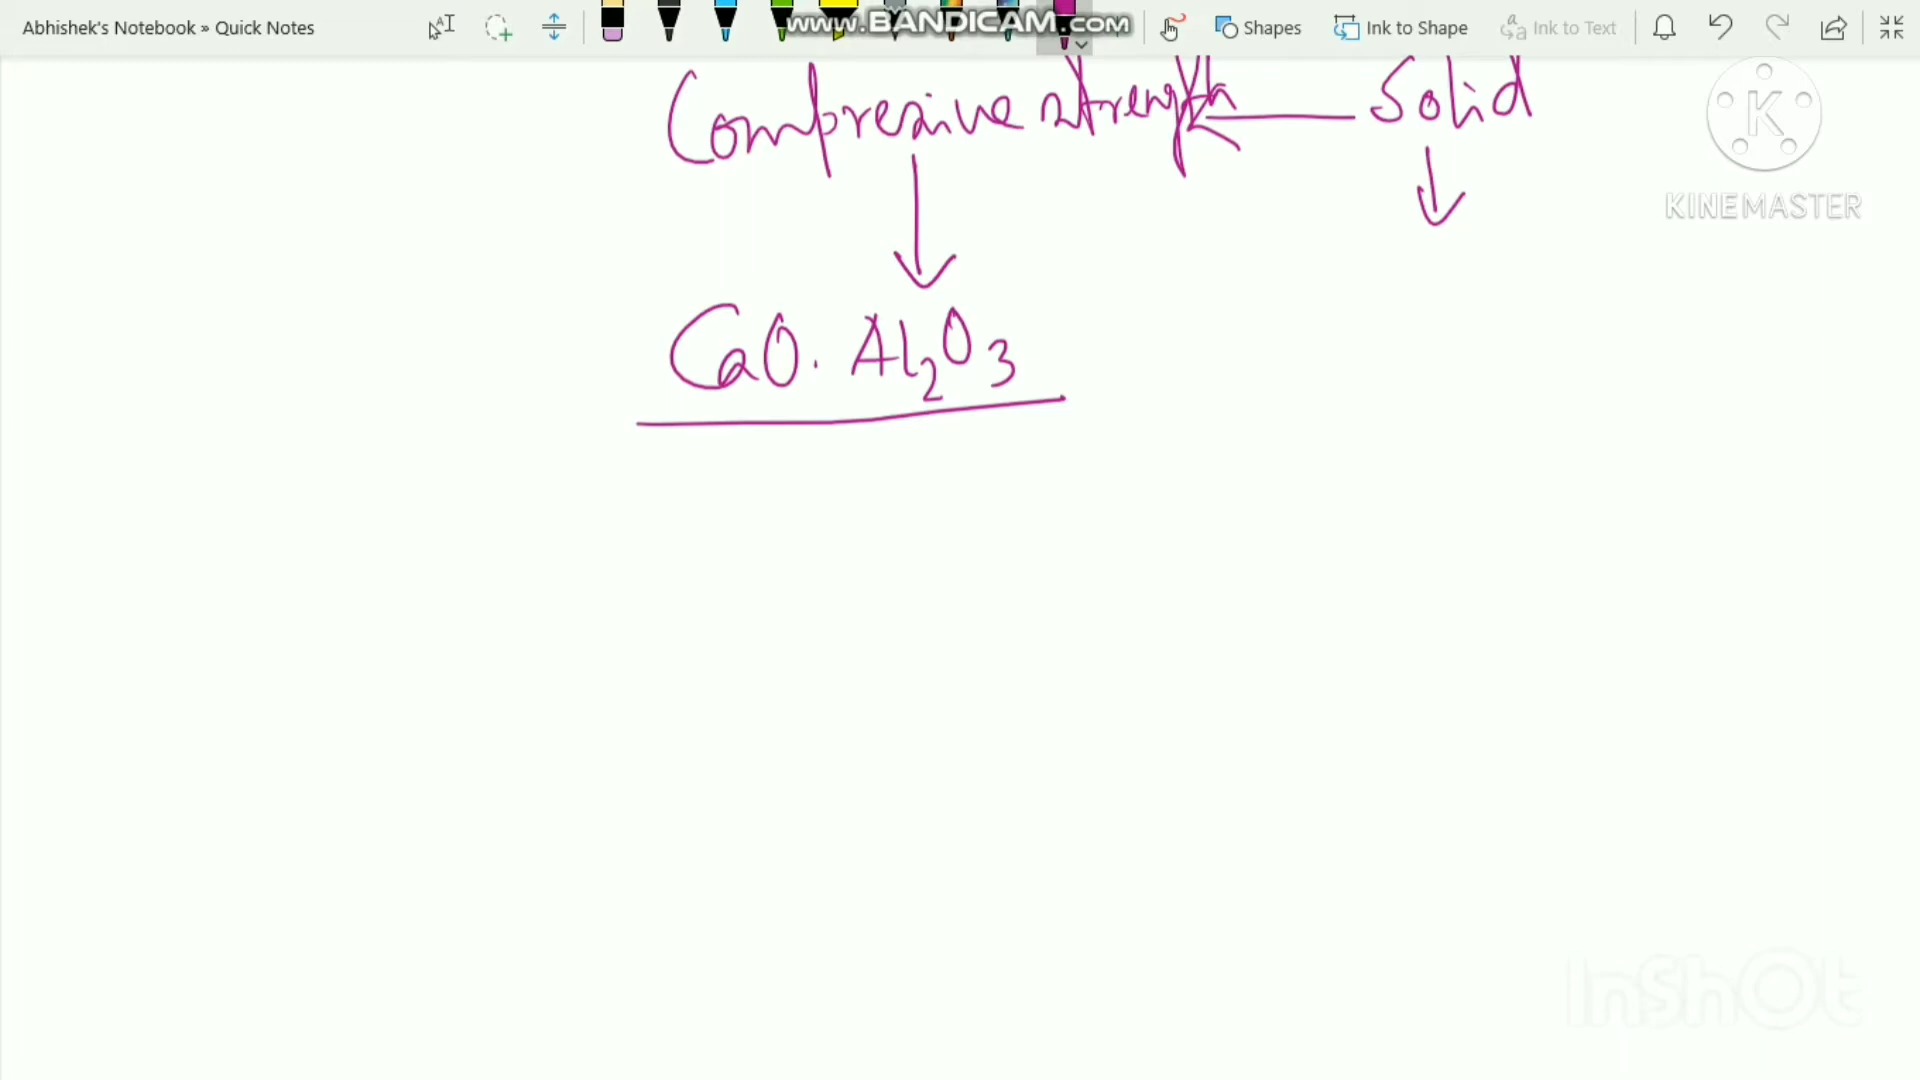 Abhishek's Notebook » Quick Notes
www.BANDICAM.com
Shapes
Ink to Shape
Ink to Text
Compresive strength ← Solid
K
KINEMASTER
CaO. Al₂O₃
InShOt